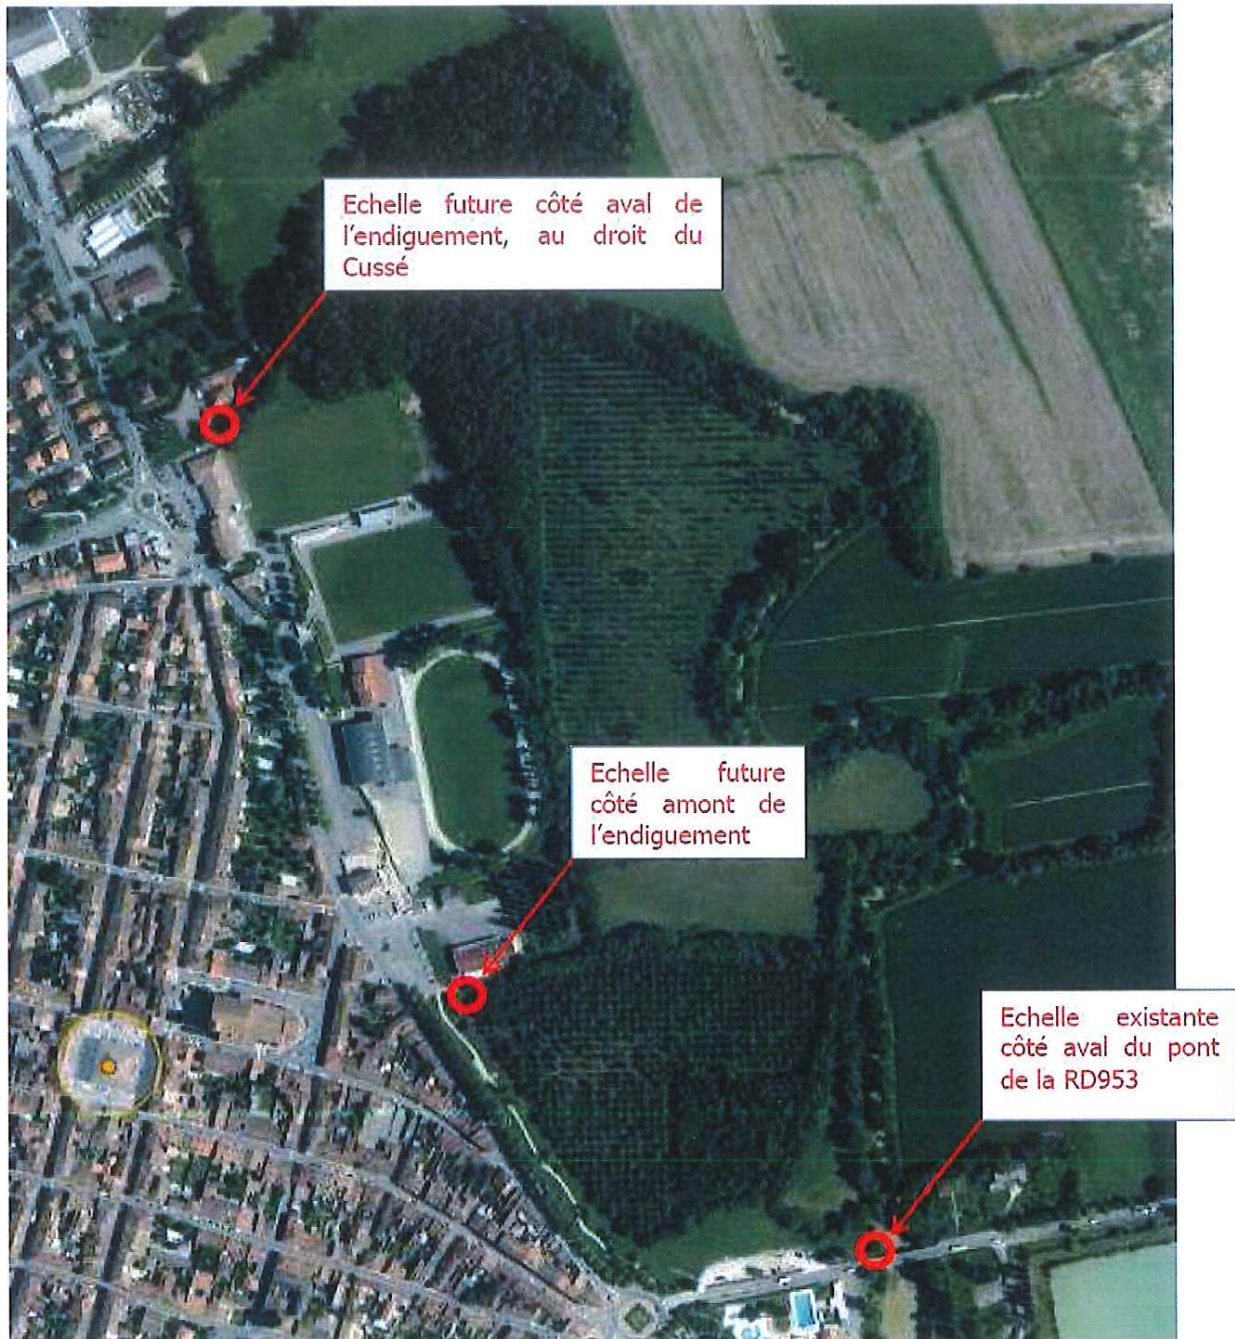 Echelle future côté aval de
l'endiguement, au droit du
Cussé
Echelle future
côté amont de
l'endiguement
Echelle existante
côté aval du pont
de la RD953